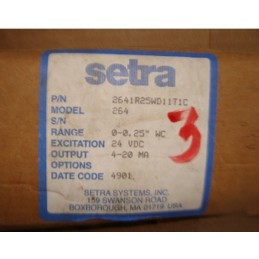 setra
P/N 2641R25WD11T1C
MODEL 264
S/N
RANGE 0-0.25" WC
EXCITATION 24 VDC
OUTPUT 4-20 MA
OPTIONS
DATE CODE 4901
3
SETRA SYSTEMS, INC.
159 SWANSON ROAD
BOXBOROUGH, MA 01719 USA